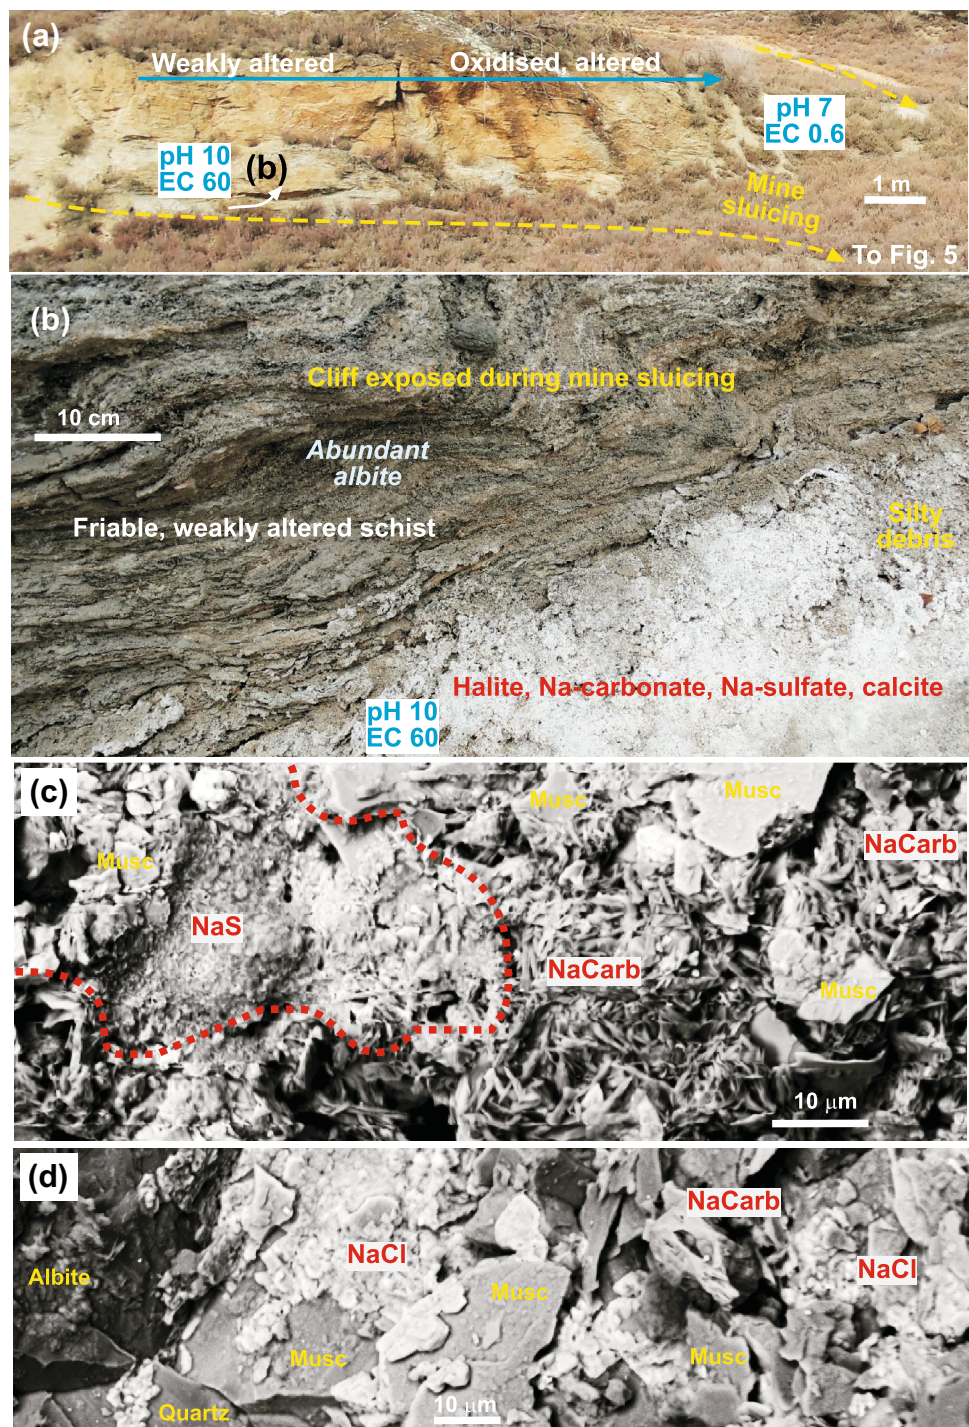 (a)
Weakly altered
Oxidised, altered
pH 7
EC 0.6
pH 10
EC 60
(b)
1 m
Mine
sluicing
To Fig. 5
(b)
Cliff exposed during mine sluicing
10 cm
Abundant
albite
Friable, weakly altered schist
Silty
debris
Halite, Na-carbonate, Na-sulfate, calcite
pH 10
EC 60
(c)
Musc
Musc
NaCarb
Musc
NaS
NaCarb
Musc
10 μm
(d)
NaCarb
NaCl
NaCl
Albite
Musc
Musc
Musc
Quartz
10 μm